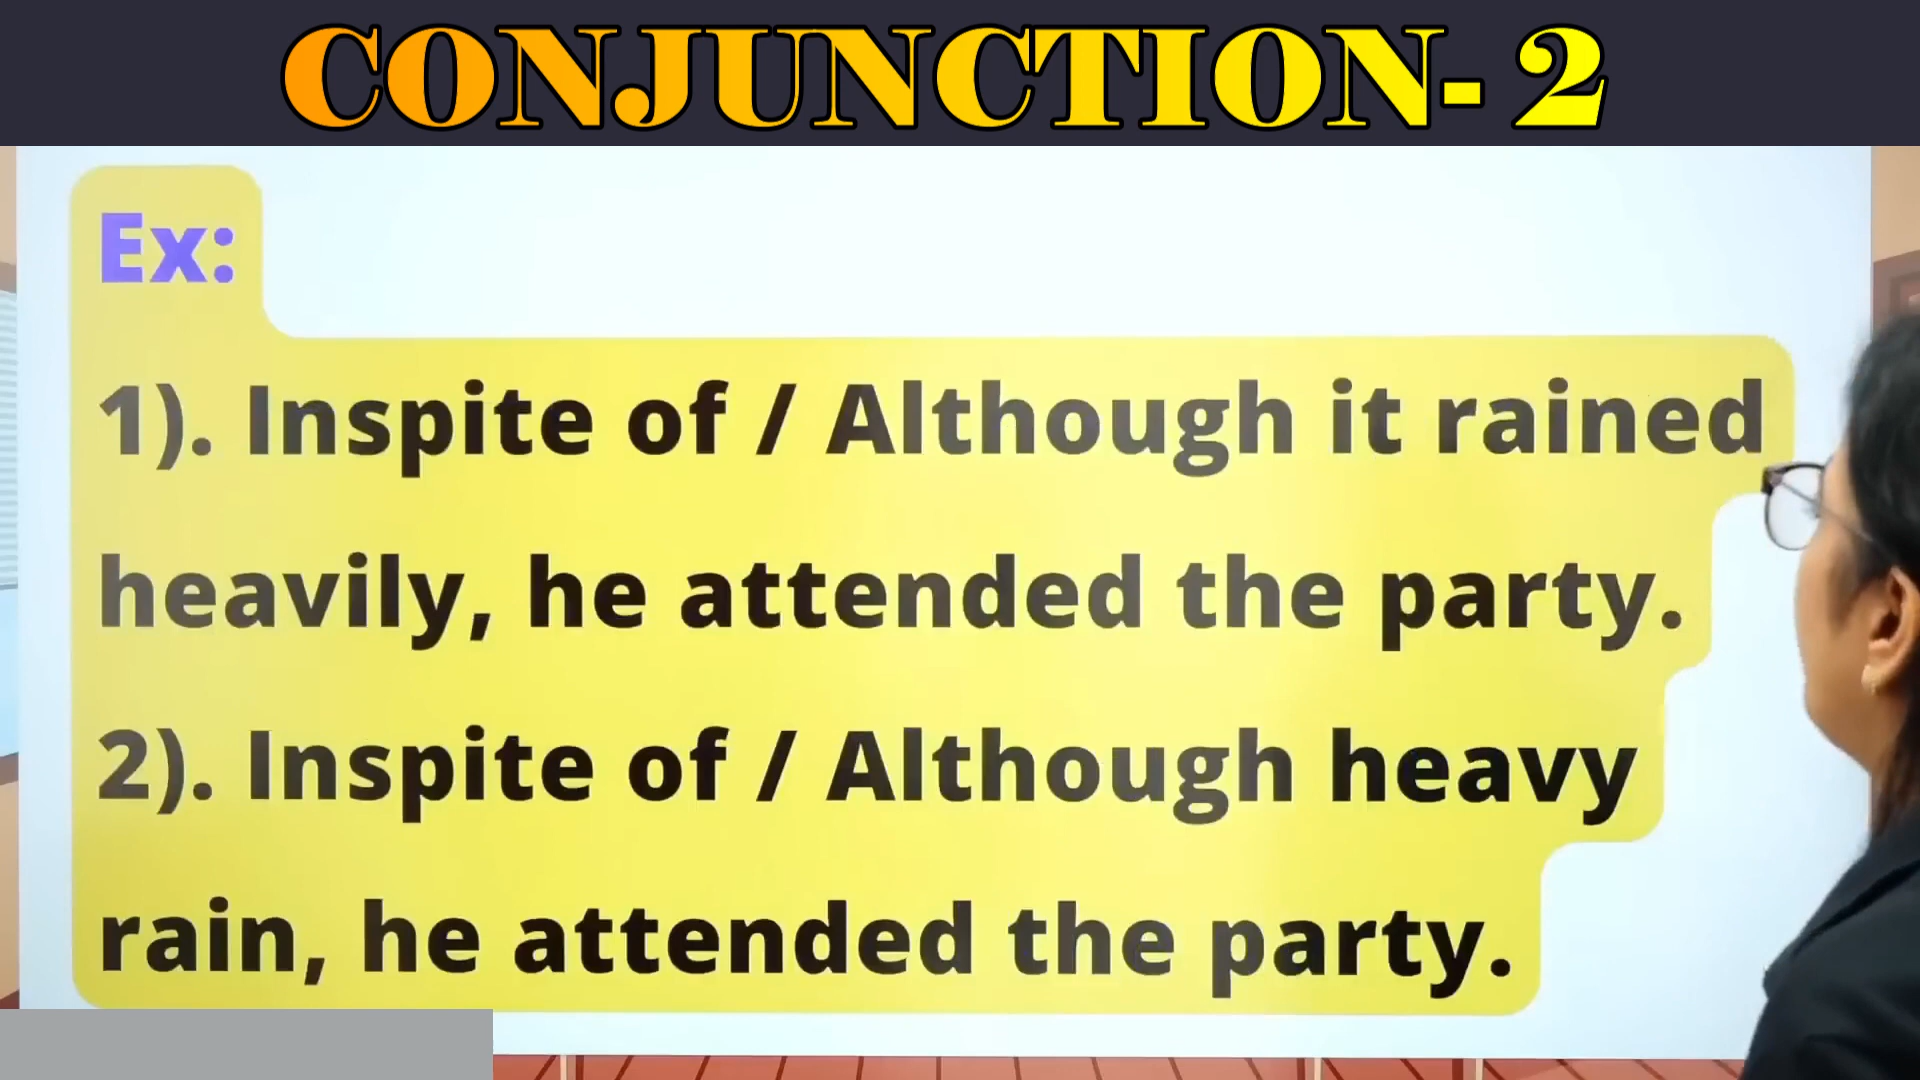 CONJUNCTION- 2
Ex:
1). Inspite of / Although it rained
heavily, he attended the party.
2). Inspite of / Although heavy
rain, he attended the party.